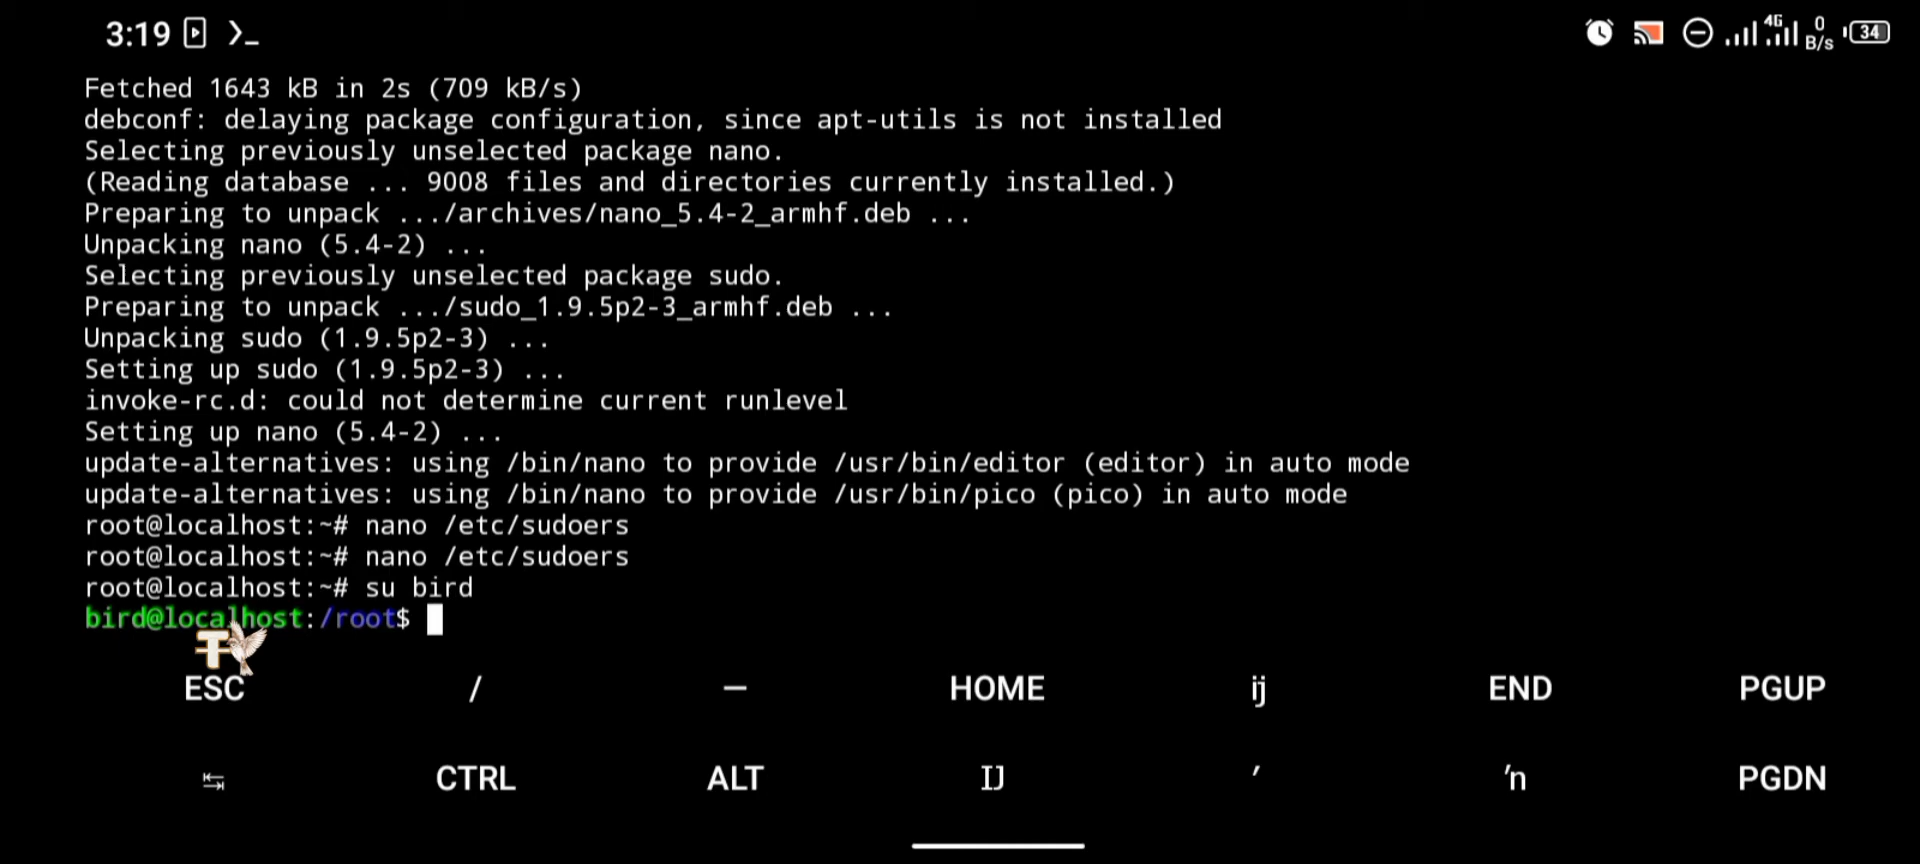 3:19
4G 0 B/s 34
Fetched 1643 kB in 2s (709 kB/s)
debconf: delaying package configuration, since apt-utils is not installed
Selecting previously unselected package nano.
(Reading database ... 9008 files and directories currently installed.)
Preparing to unpack .../archives/nano_5.4-2_armhf.deb ...
Unpacking nano (5.4-2) ...
Selecting previously unselected package sudo.
Preparing to unpack .../sudo_1.9.5p2-3_armhf.deb ...
Unpacking sudo (1.9.5p2-3) ...
Setting up sudo (1.9.5p2-3) ...
invoke-rc.d: could not determine current runlevel
Setting up nano (5.4-2) ...
update-alternatives: using /bin/nano to provide /usr/bin/editor (editor) in auto mode
update-alternatives: using /bin/nano to provide /usr/bin/pico (pico) in auto mode
root@localhost:~# nano /etc/sudoers
root@localhost:~# nano /etc/sudoers
root@localhost:~# su bird
bird@localhost:/root$
T
ESC / — HOME ĳ END PGUP
↹ CTRL ALT Ĳ ′ ŉ PGDN